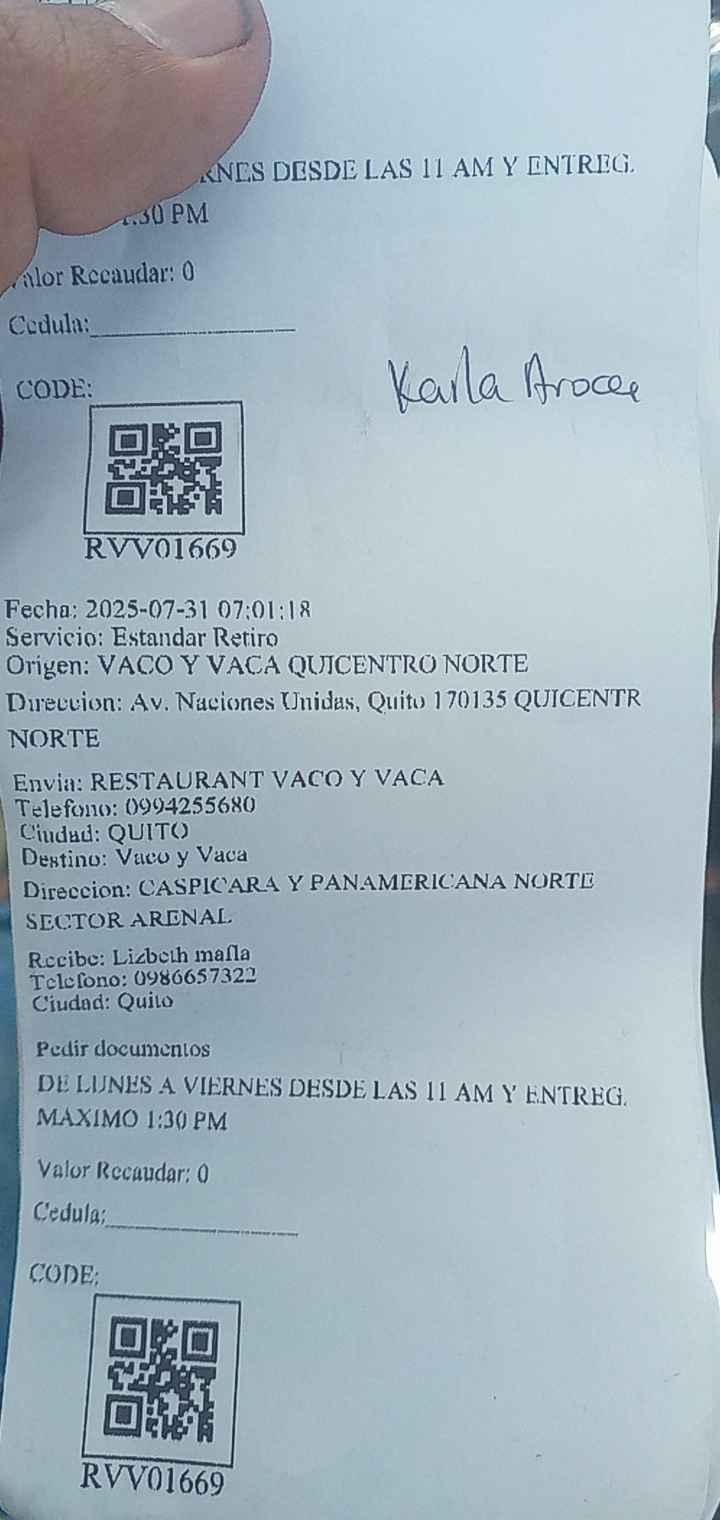 DESDE LAS 11 AM Y ENTREG.
PM
Valor Recaudar: 0
Cedula:
Karla
CODE:
RVV01669
Fecha: 2025-07-31 07:01:18
Servicio: Estandar Retiro
Origen: VACO Y VACA QUICENTRO NORTE
Direccion: Av. Naciones Unidas, Quito 170135 QUICENTR
NORTE
Envia: RESTAURANT VACO Y VACA
Telefono: 0994255680
Ciudad: QUITO
Destino: Vaco y Vaca
Direccion: CASPICARA Y PANAMERICANA NORTE
SECTOR ARENAL
Recibe: Lizbeth mafla
Telefono: 0986657322
Ciudad: Quito
Pedir documentos
DE LUNES A VIERNES DESDE LAS 11 AM Y ENTREG.
MAXIMO 1:30 PM
Valor Recaudar: 0
Cedula:
CODE:
RVV01669